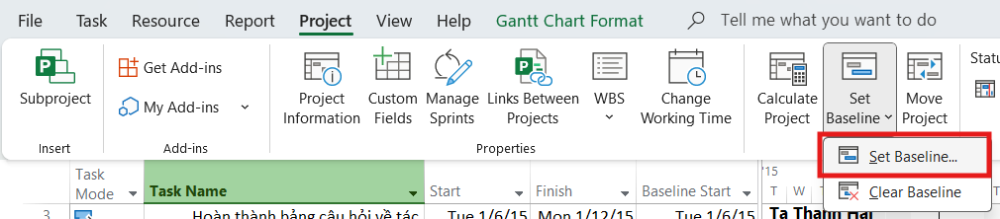 File Task Resource Report Project View Help Gantt Chart Format Tell me what you want to do
Subproject
Get Add-ins
My Add-ins
Project Information
Custom Fields
Manage Sprints
Links Between Projects
WBS
Change Working Time
Calculate Project
Set Baseline
Move Project
Insert
Add-ins
Properties
Set Baseline...
Clear Baseline
Task Mode
Task Name
Start
Finish
Baseline Start
'15
T W T
3
Hoàn thành bảng câu hỏi về tác
Tue 1/6/15
Mon 1/12/15
Tue 1/6/15